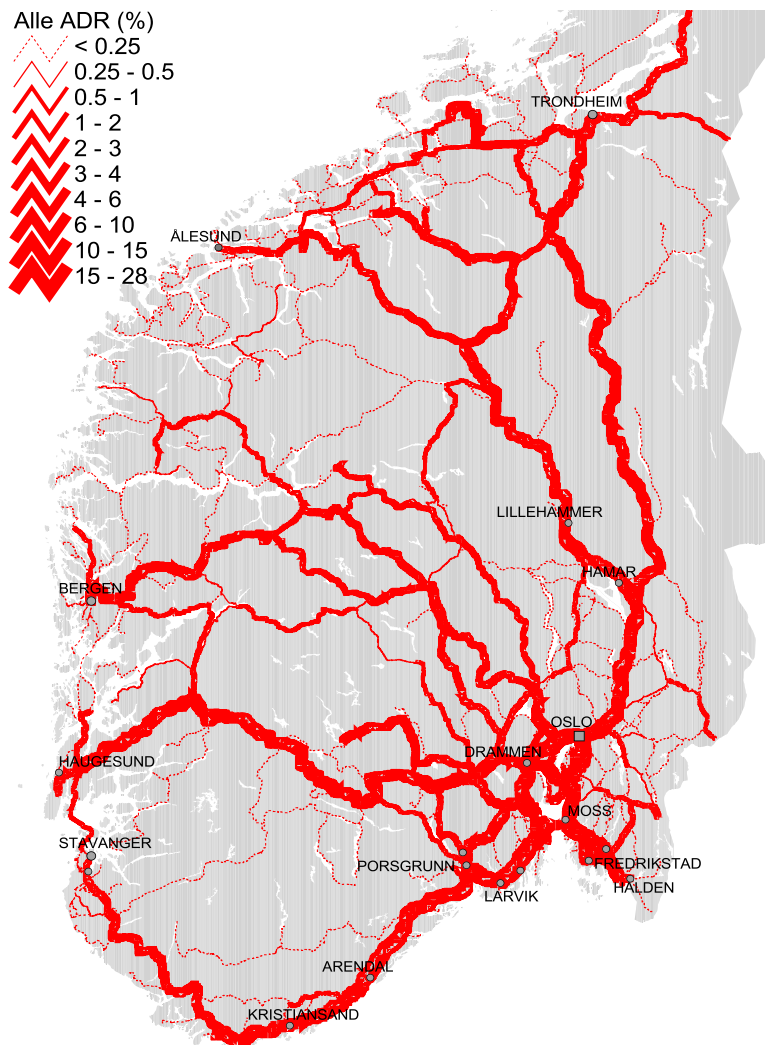 Alle ADR (%)
< 0.25
0.25 - 0.5
0.5 - 1
1 - 2
2 - 3
3 - 4
4 - 6
6 - 10
10 - 15
15 - 28
TRONDHEIM
ÅLESUND
LILLEHAMMER
HAMAR
BERGEN
OSLO
DRAMMEN
HAUGESUND
MOSS
STAVANGER
PORSGRUNN
FREDRIKSTAD
HALDEN
LARVIK
ARENDAL
KRISTIANSAND